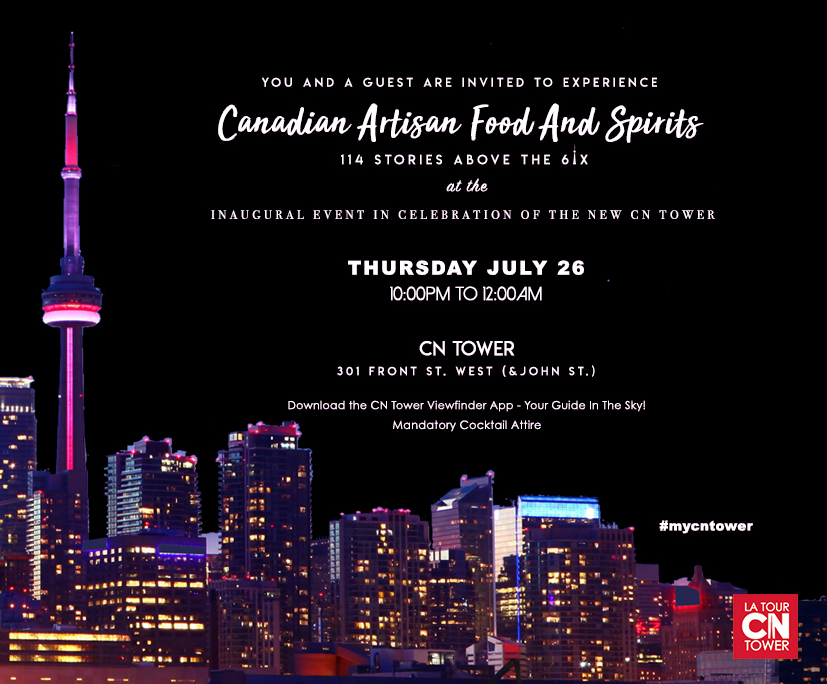 YOU AND A GUEST ARE INVITED TO EXPERIENCE
Canadian Artisan Food And Spirits
114 STORIES ABOVE THE 6IX
at the
INAUGURAL EVENT IN CELEBRATION OF THE NEW CN TOWER
THURSDAY JULY 26
10:00PM TO 12:00AM
CN TOWER
301 FRONT ST. WEST (&JOHN ST.)
Download the CN Tower Viewfinder App - Your Guide In The Sky!
Mandatory Cocktail Attire
#mycntower
LA TOUR
CN
TOWER